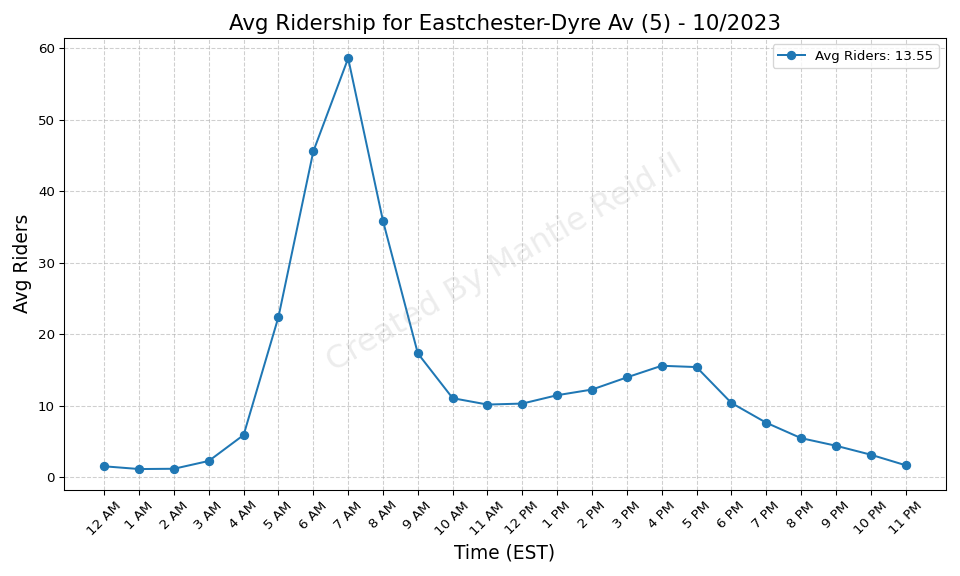 Avg Ridership for Eastchester-Dyre Av (5) - 10/2023
Avg Riders: 13.55
60
50
40
30
20
10
0
Avg Riders
Created By Mantle Reid II
12 AM
1 AM
2 AM
3 AM
4 AM
5 AM
6 AM
7 AM
8 AM
9 AM
10 AM
11 AM
12 PM
1 PM
2 PM
3 PM
4 PM
5 PM
6 PM
7 PM
8 PM
9 PM
10 PM
11 PM
Time (EST)